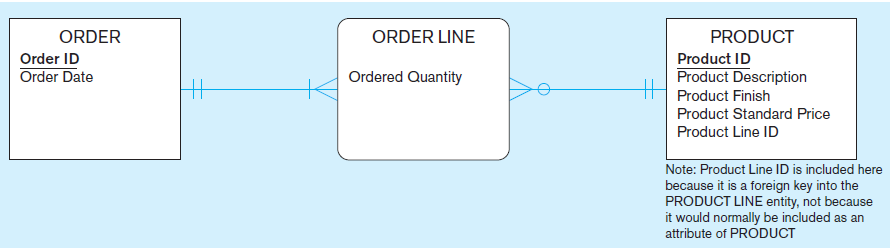 ORDER
Order ID
Order Date
ORDER LINE
Ordered Quantity
PRODUCT
Product ID
Product Description
Product Finish
Product Standard Price
Product Line ID
Note: Product Line ID is included here
because it is a foreign key into the
PRODUCT LINE entity, not because
it would normally be included as an
attribute of PRODUCT